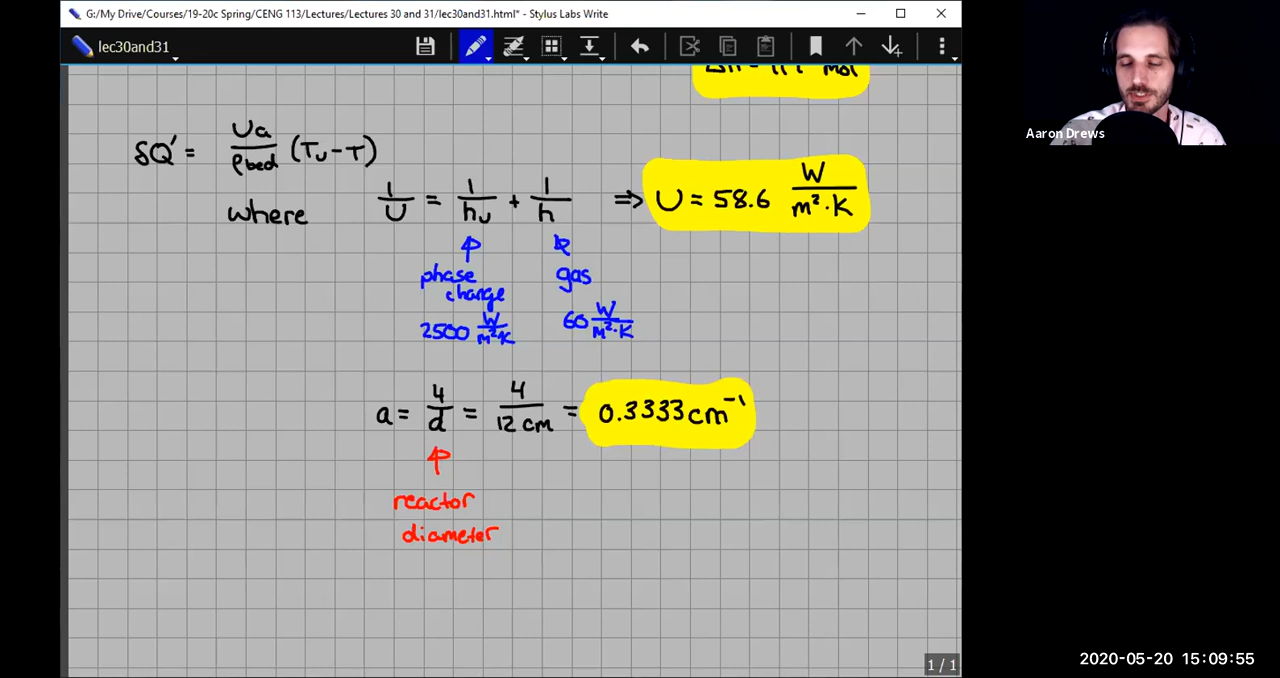 G:/My Drive/Courses/19-20c Spring/CENG 113/Lectures/Lectures 30 and 31/lec30and31.html* - Stylus Labs Write
lec30and31
δQ' = Ua/ρbed (Tᵤ - T)
where 1/U = 1/hᵤ + 1/h ⇒ U = 58.6 W/m²·K
phase change
2500 W/m²·K
gas
60 W/m²·K
a = 4/d = 4/12 cm = 0.3333 cm⁻¹
reactor
diameter
1 / 1
Aaron Drews
2020-05-20 15:09:55